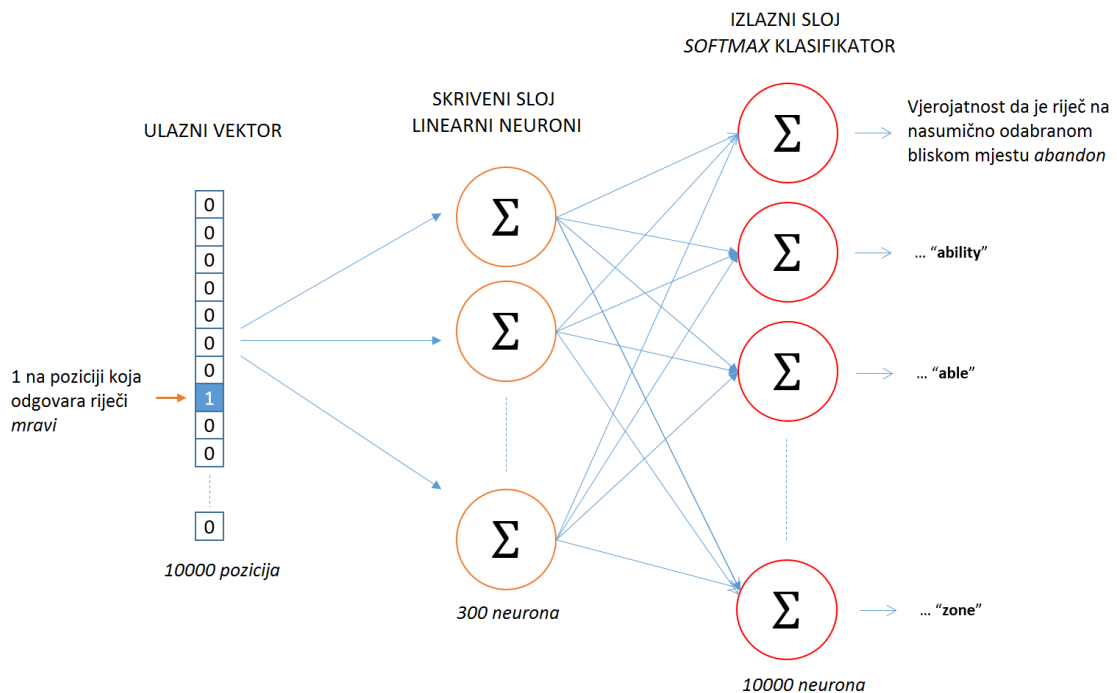 IZLAZNI SLOJ
SOFTMAX KLASIFIKATOR
SKRIVENI SLOJ
LINEARNI NEURONI
ULAZNI VEKTOR
0
0
0
0
0
0
0
1
0
0
0
1 na poziciji koja
odgovara riječi
mravi
10000 pozicija
Σ
Σ
Σ
300 neurona
Σ
Σ
Σ
Σ
10000 neurona
Vjerojatnost da je riječ na
nasumično odabranom
bliskom mjestu abandon
... “ability”
... “able”
... “zone”